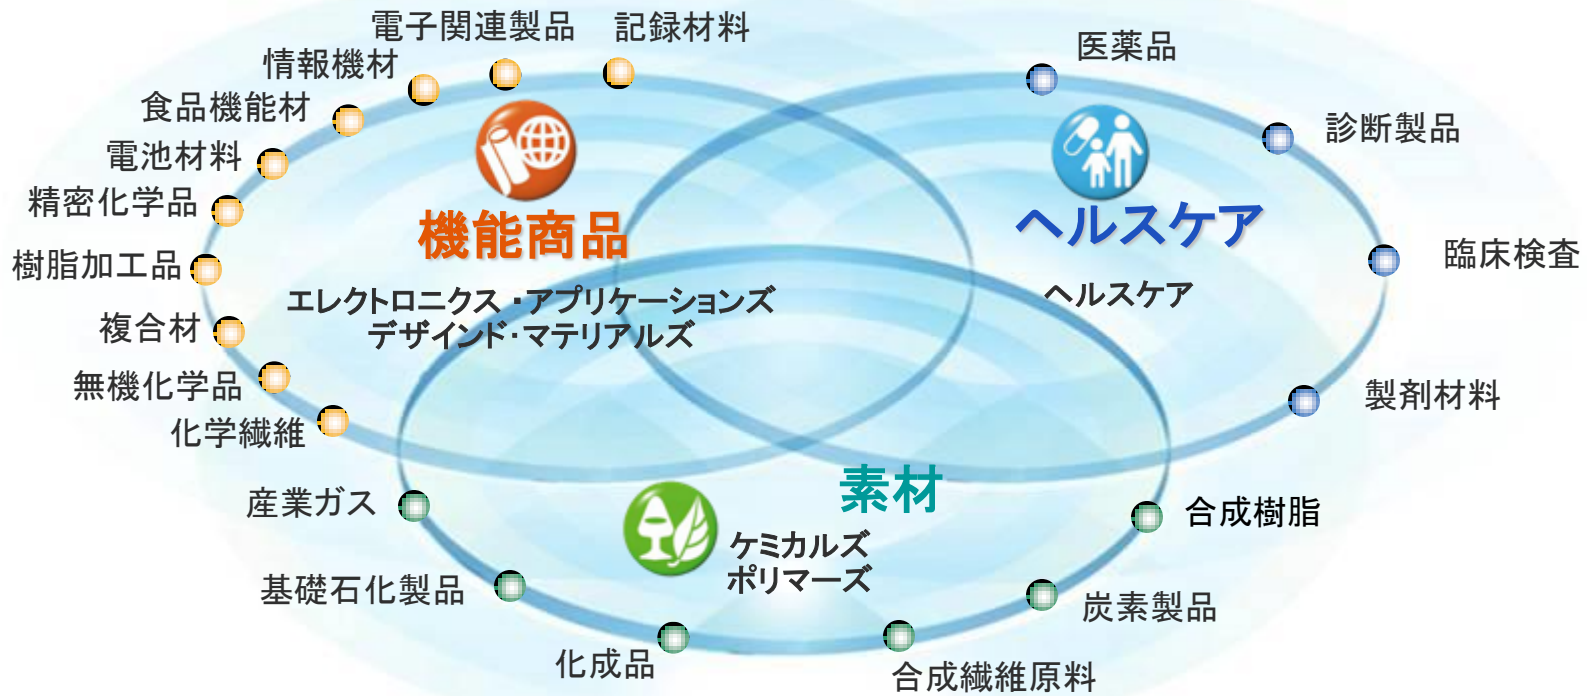 電子関連製品
記録材料
情報機材
食品機能材
電池材料
精密化学品
樹脂加工品
複合材
無機化学品
化学繊維
機能商品
エレクトロニクス ・アプリケーションズ
デザインド・マテリアルズ
医薬品
診断製品
臨床検査
製剤材料
ヘルスケア
ヘルスケア
素材
ケミカルズ
ポリマーズ
産業ガス
基礎石化製品
化成品
合成繊維原料
炭素製品
合成樹脂